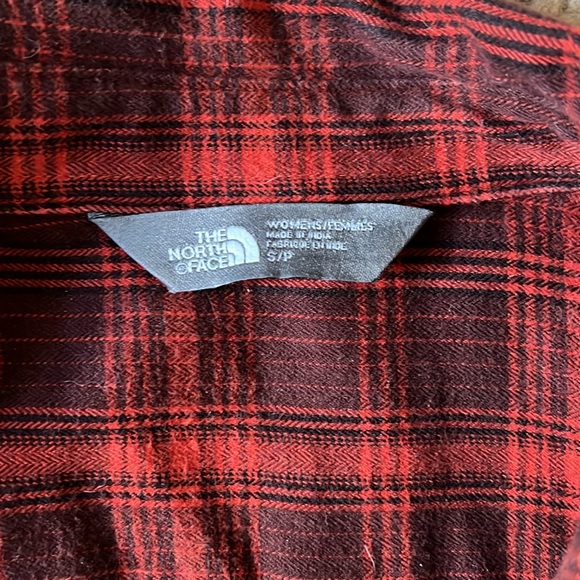 THE
NORTH
FACE
WOMENS/FEMMES
MADE IN INDIA
FABRIQUÉ EN INDE
S/P